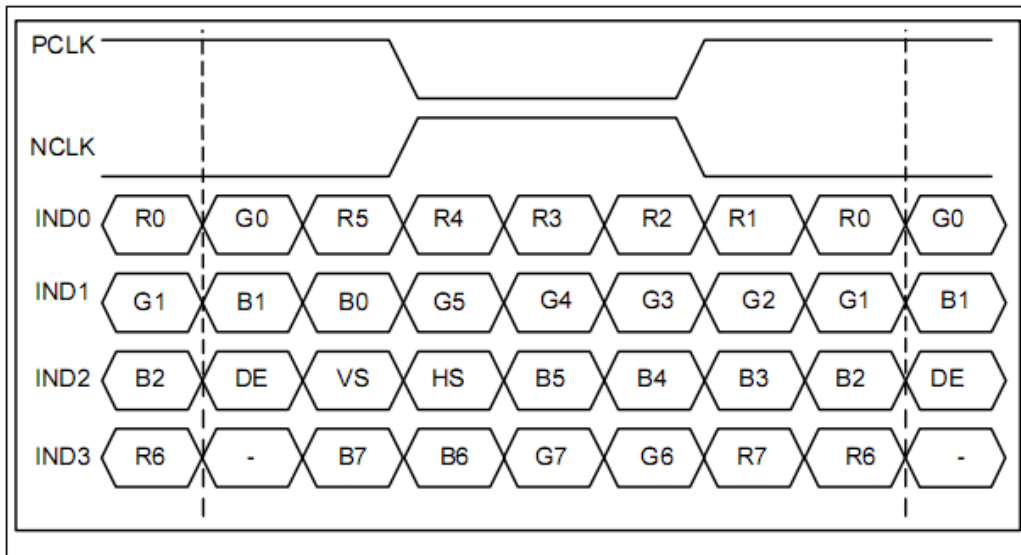 PCLK
NCLK
IND0 R0 G0 R5 R4 R3 R2 R1 R0 G0
IND1 G1 B1 B0 G5 G4 G3 G2 G1 B1
IND2 B2 DE VS HS B5 B4 B3 B2 DE
IND3 R6 - B7 B6 G7 G6 R7 R6 -